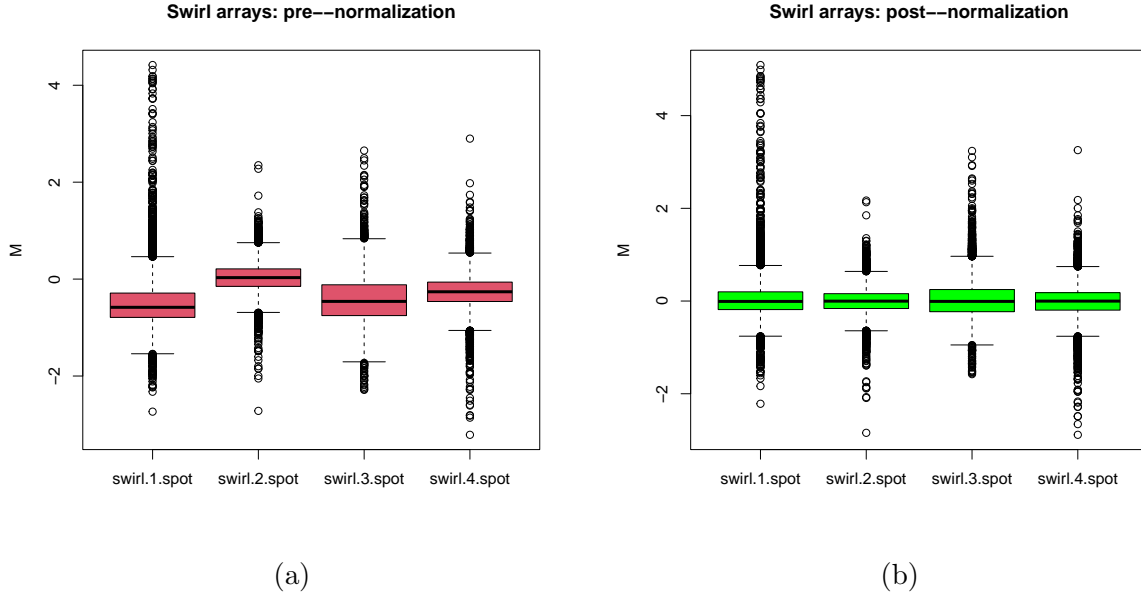 Swirl arrays: pre−−normalization
M
4
2
0
−2
swirl.1.spot swirl.2.spot swirl.3.spot swirl.4.spot
(a)
Swirl arrays: post−−normalization
M
4
2
0
−2
swirl.1.spot swirl.2.spot swirl.3.spot swirl.4.spot
(b)